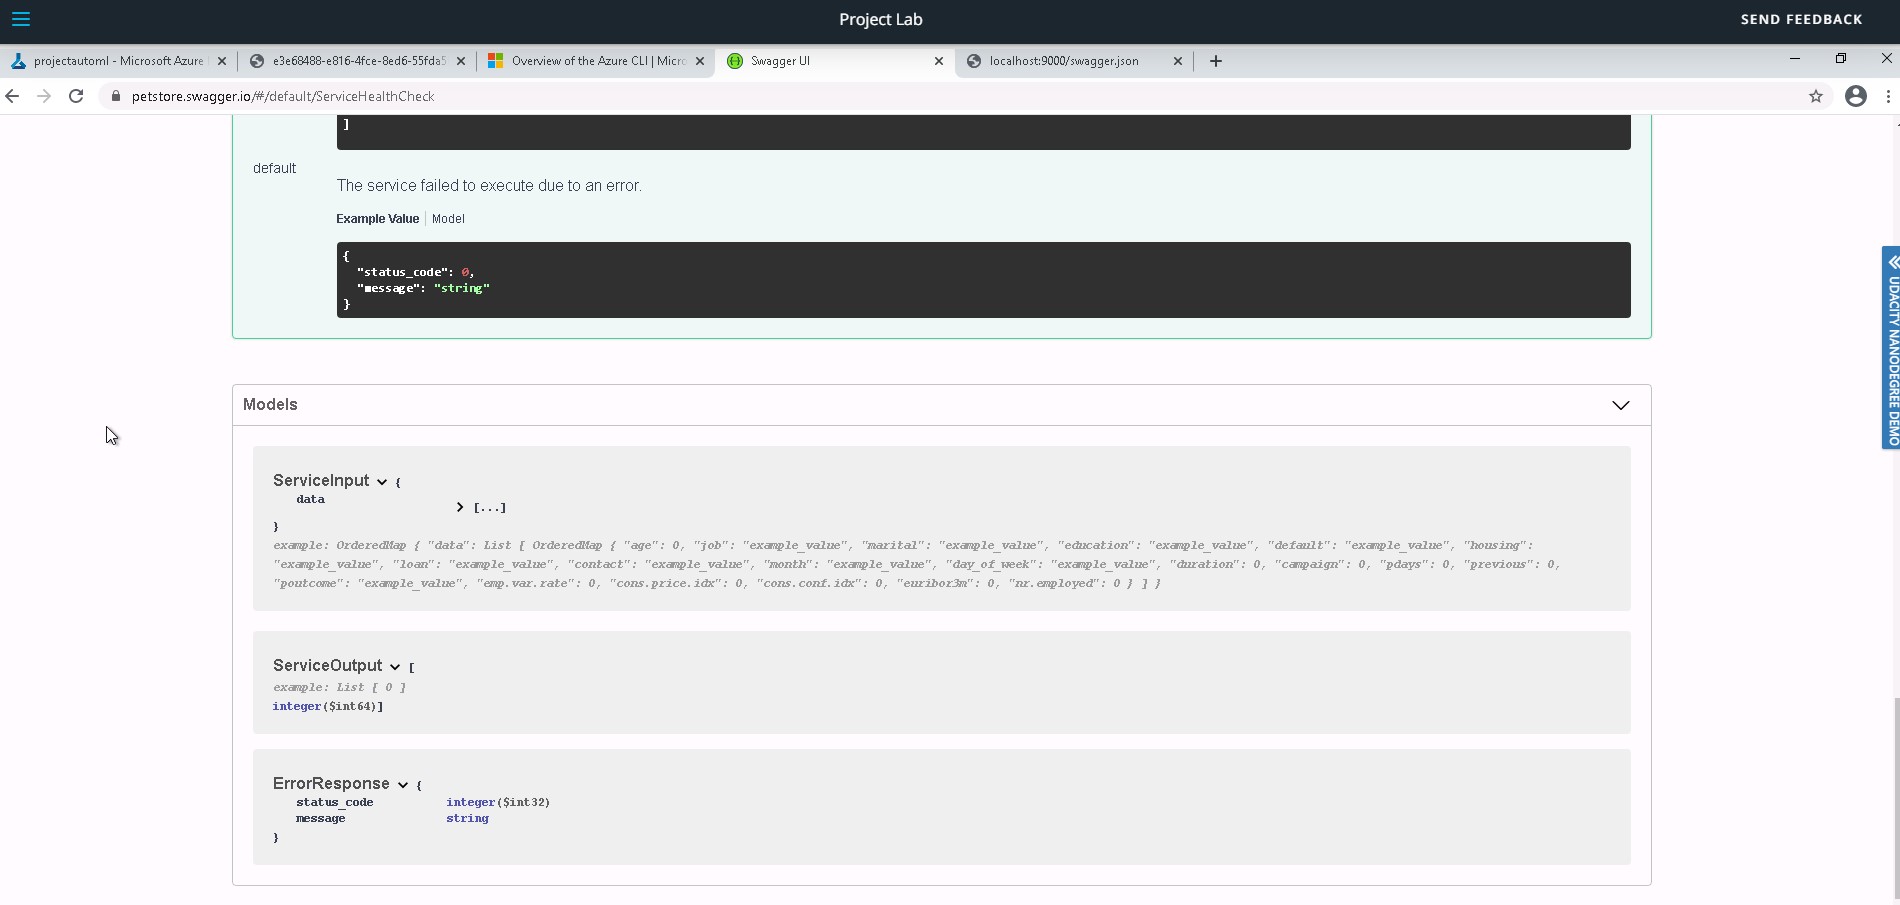 Project Lab
SEND FEEDBACK
projectautoml - Microsoft Azure
e3e68488-e816-4fce-8ed6-55fda5
Overview of the Azure CLI | Micro
Swagger UI
localhost:9000/swagger.json
petstore.swagger.io/#/default/ServiceHealthCheck
]
default
The service failed to execute due to an error.
Example Value | Model
{
"status_code": 0,
"message": "string"
}
UDACITY NANODEGREE DEMO
Models
ServiceInput {
data
[...]
}
example: OrderedMap { "data": List [ OrderedMap { "age": 0, "job": "example_value", "marital": "example_value", "education": "example_value", "default": "example_value", "housing":
"example_value", "loan": "example_value", "contact": "example_value", "month": "example_value", "day_of_week": "example_value", "duration": 0, "campaign": 0, "pdays": 0, "previous": 0,
"poutcome": "example_value", "emp.var.rate": 0, "cons.price.idx": 0, "cons.conf.idx": 0, "euribor3m": 0, "nr.employed": 0 } ] }
ServiceOutput [
example: List [ 0 ]
integer($int64)]
ErrorResponse {
status_code integer($int32)
message string
}